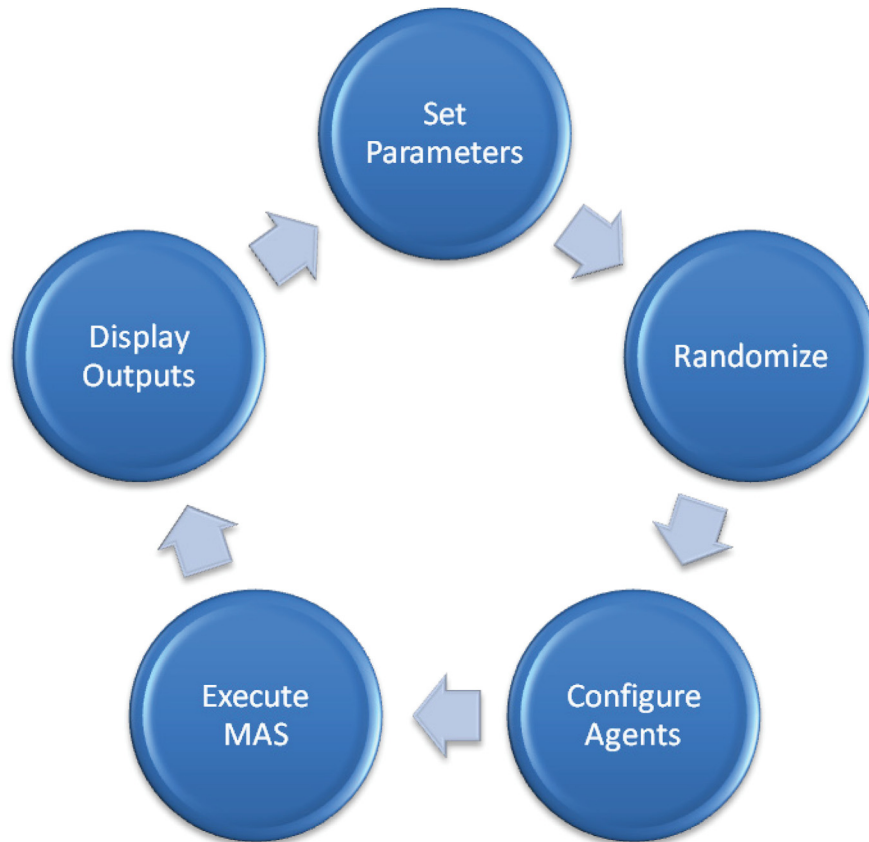 Set
Parameters
Randomize
Configure
Agents
Execute
MAS
Display
Outputs